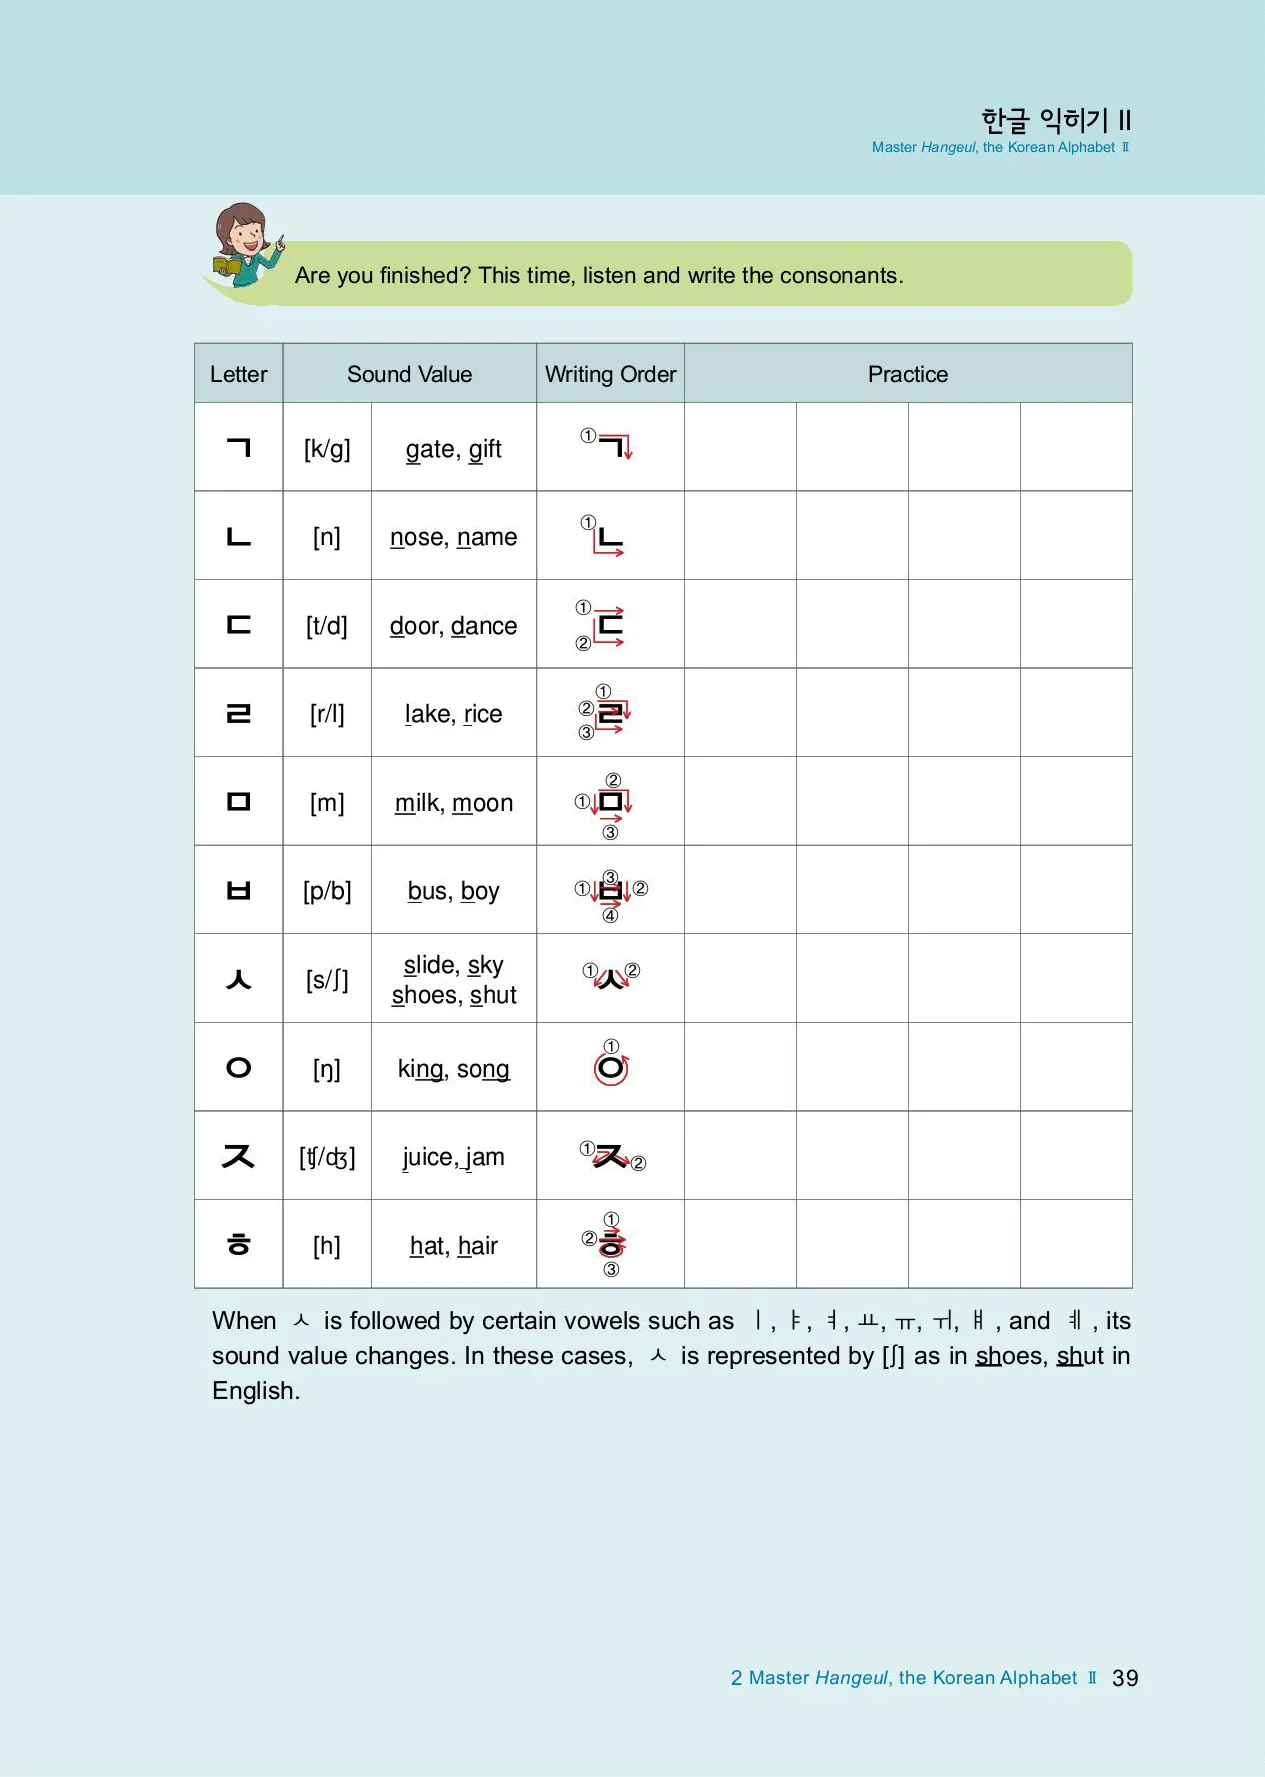 한글 익히기 II
Master Hangeul, the Korean Alphabet Ⅱ
Are you finished? This time, listen and write the consonants.
Letter Sound Value Writing Order Practice
ㄱ [k/g] gate, gift ①ㄱ
ㄴ [n] nose, name ①ㄴ
ㄷ [t/d] door, dance ①②ㄷ
ㄹ [r/l] lake, rice ①②③ㄹ
ㅁ [m] milk, moon ①②③ㅁ
ㅂ [p/b] bus, boy ①②③④ㅂ
ㅅ [s/ʃ] slide, sky
shoes, shut ①ㅅ②
ㅇ [ŋ] king, song ①ㅇ
ㅈ [ʧ/ʤ] juice, jam ①ㅈ②
ㅎ [h] hat, hair ①②③ㅎ
When ㅅ is followed by certain vowels such as ㅣ, ㅑ, ㅕ, ㅛ, ㅠ, ㅟ, ㅒ, and ㅖ, its
sound value changes. In these cases, ㅅ is represented by [ʃ] as in shoes, shut in
English.
2 Master Hangeul, the Korean Alphabet Ⅱ 39